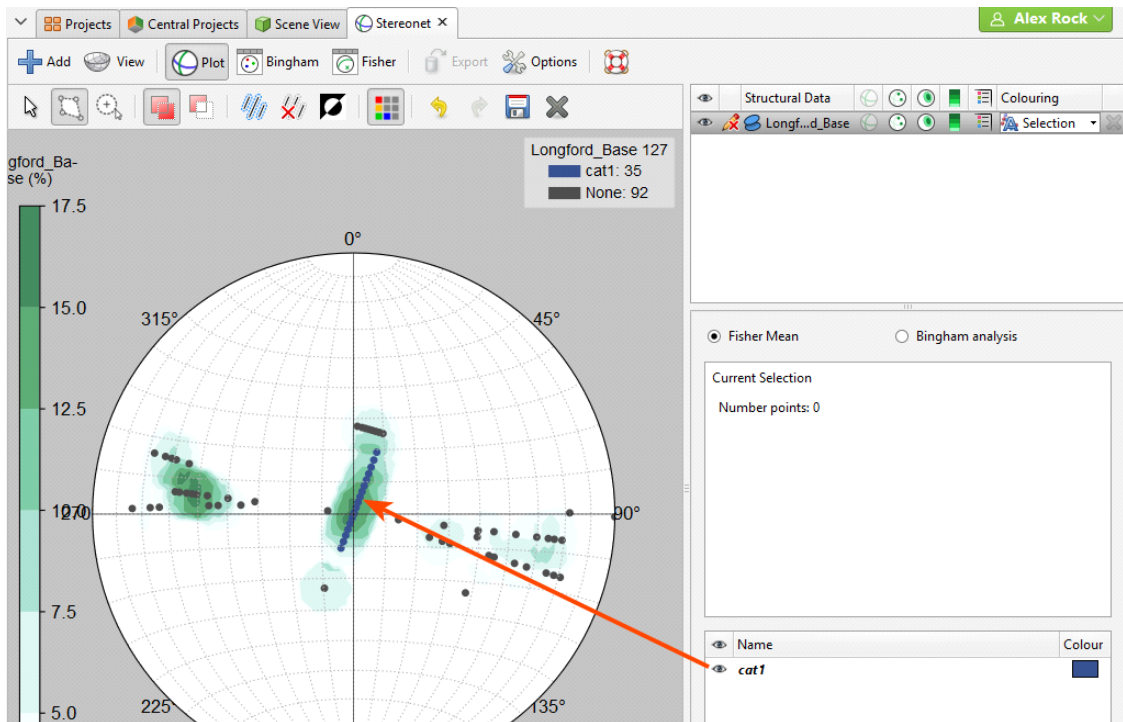 Projects Central Projects Scene View Stereonet × Alex Rock
Add View Plot Bingham Fisher Export Options
Structural Data Colouring
Longf...d_Base Selection
Longford_Base 127
cat1: 35
None: 92
gford_Ba-
se (%)
17.5
15.0
12.5
10.0
7.5
5.0
0°
315°
45°
270
90°
225°
135°
Fisher Mean Bingham analysis
Current Selection
Number points: 0
Name Colour
cat1